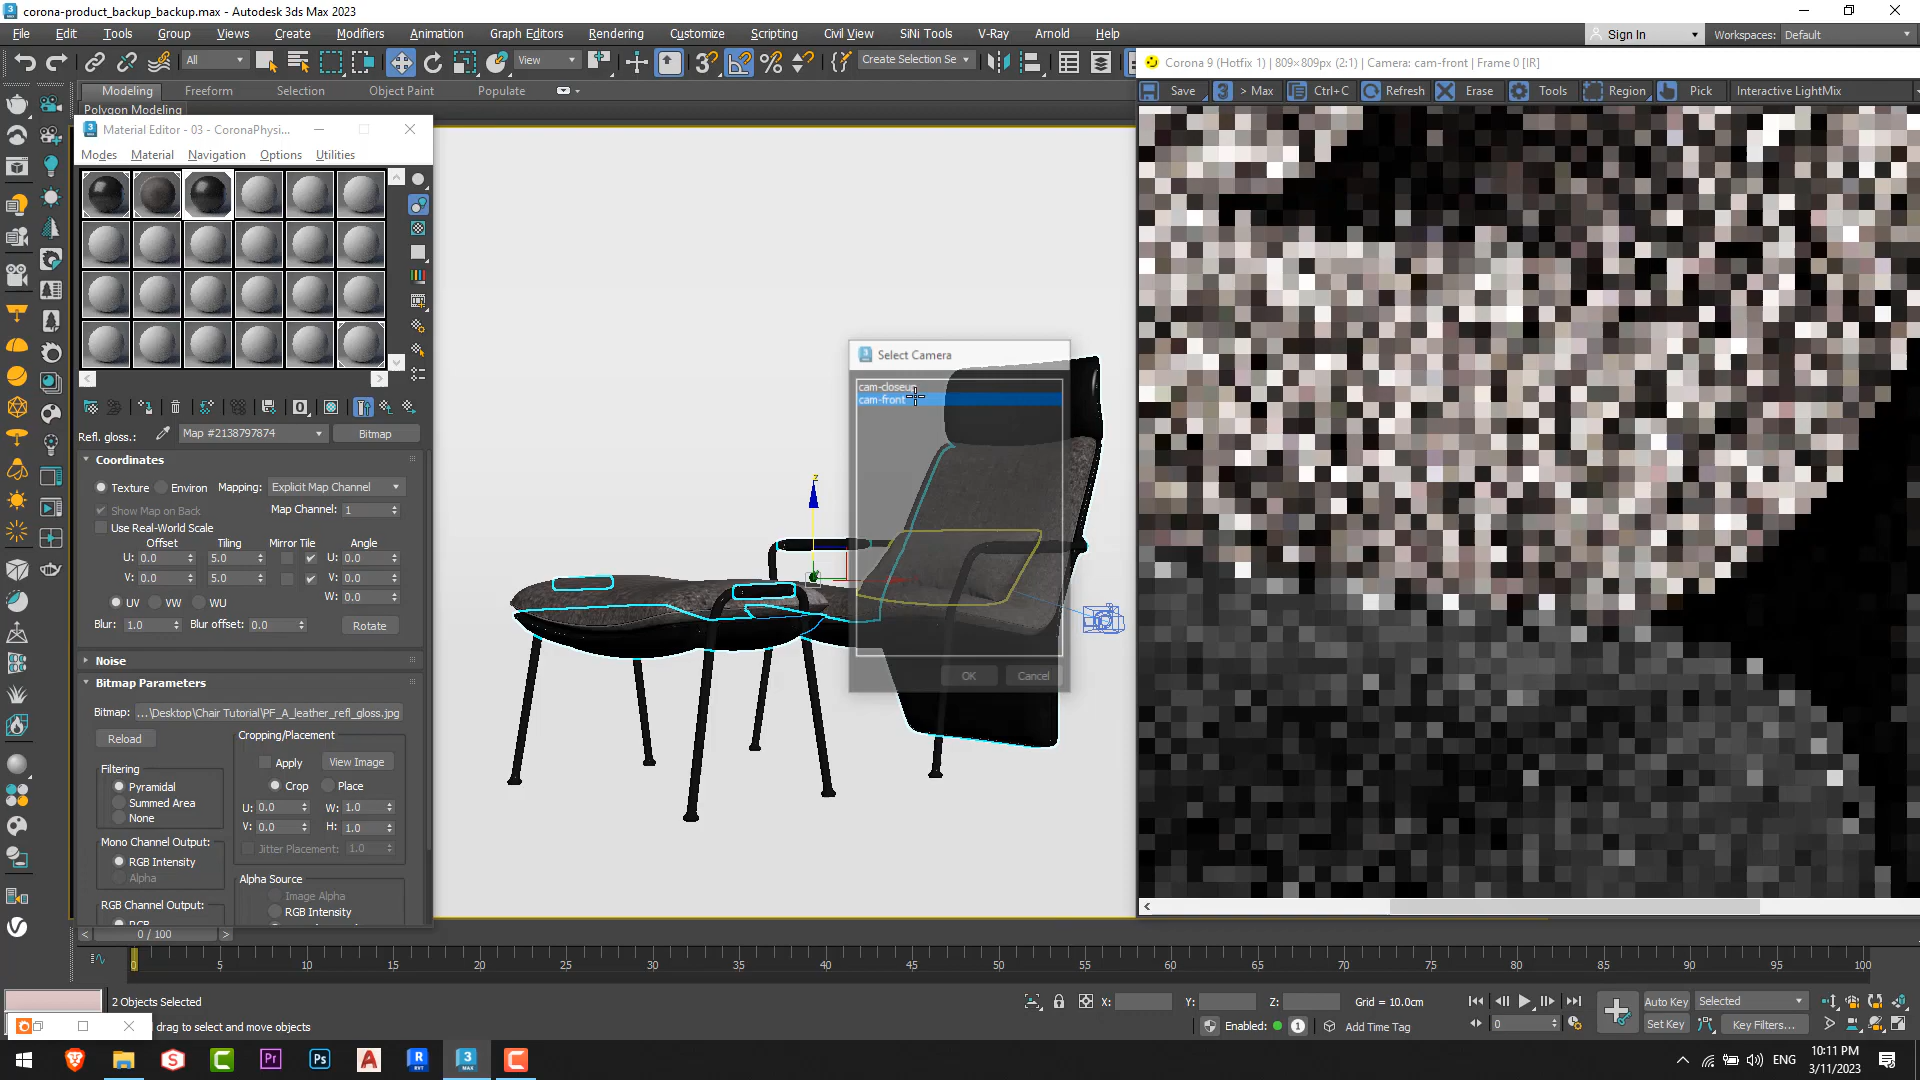 corona-product_backup_backup.max - Autodesk 3ds Max 2023
File Edit Tools Group Views Create Modifiers Animation Graph Editors Rendering Customize Scripting Civil View SiNi Tools V-Ray Arnold Help
Sign In
Workspaces: Default
All
View
Create Selection Se
Corona 9 (Hotfix 1) | 809×809px (2:1) | Camera: cam-front | Frame 0 [IR]
Modeling Freeform Selection Object Paint Populate
Save > Max Ctrl+C Refresh Erase Tools Region Pick Interactive LightMix
Polygon Modeling
Material Editor - 03 - CoronaPhysi...
Modes Material Navigation Options Utilities
Select Camera
cam-closeup
cam-front
OK Cancel
Refl. gloss.: Map #2138797874 Bitmap
Coordinates
Texture Environ Mapping: Explicit Map Channel
Show Map on Back Map Channel: 1
Use Real-World Scale
Offset Tiling Mirror Tile Angle
U: 0.0 5.0 U: 0.0
V: 0.0 5.0 V: 0.0
UV VW WU W: 0.0
Blur: 1.0 Blur offset: 0.0 Rotate
Noise
Bitmap Parameters
Bitmap: ...\Desktop\Chair Tutorial\PF_A_leather_refl_gloss.jpg
Reload
Cropping/Placement
Apply View Image
Crop Place
U: 0.0 W: 1.0
V: 0.0 H: 1.0
Jitter Placement: 1.0
Filtering
Pyramidal
Summed Area
None
Mono Channel Output:
RGB Intensity
Alpha
RGB Channel Output:
Alpha Source
Image Alpha
RGB Intensity
z
0 / 100
0 5 10 15 20 25 30 35 40 45 50 55 60 65 70 75 80 85 90 95 100
2 Objects Selected
drag to select and move objects
X: Y: Z: Grid = 10.0cm
Enabled: 1 Add Time Tag
0
Auto Key Selected
Set Key Key Filters...
ENG
10:11 PM
3/11/2023